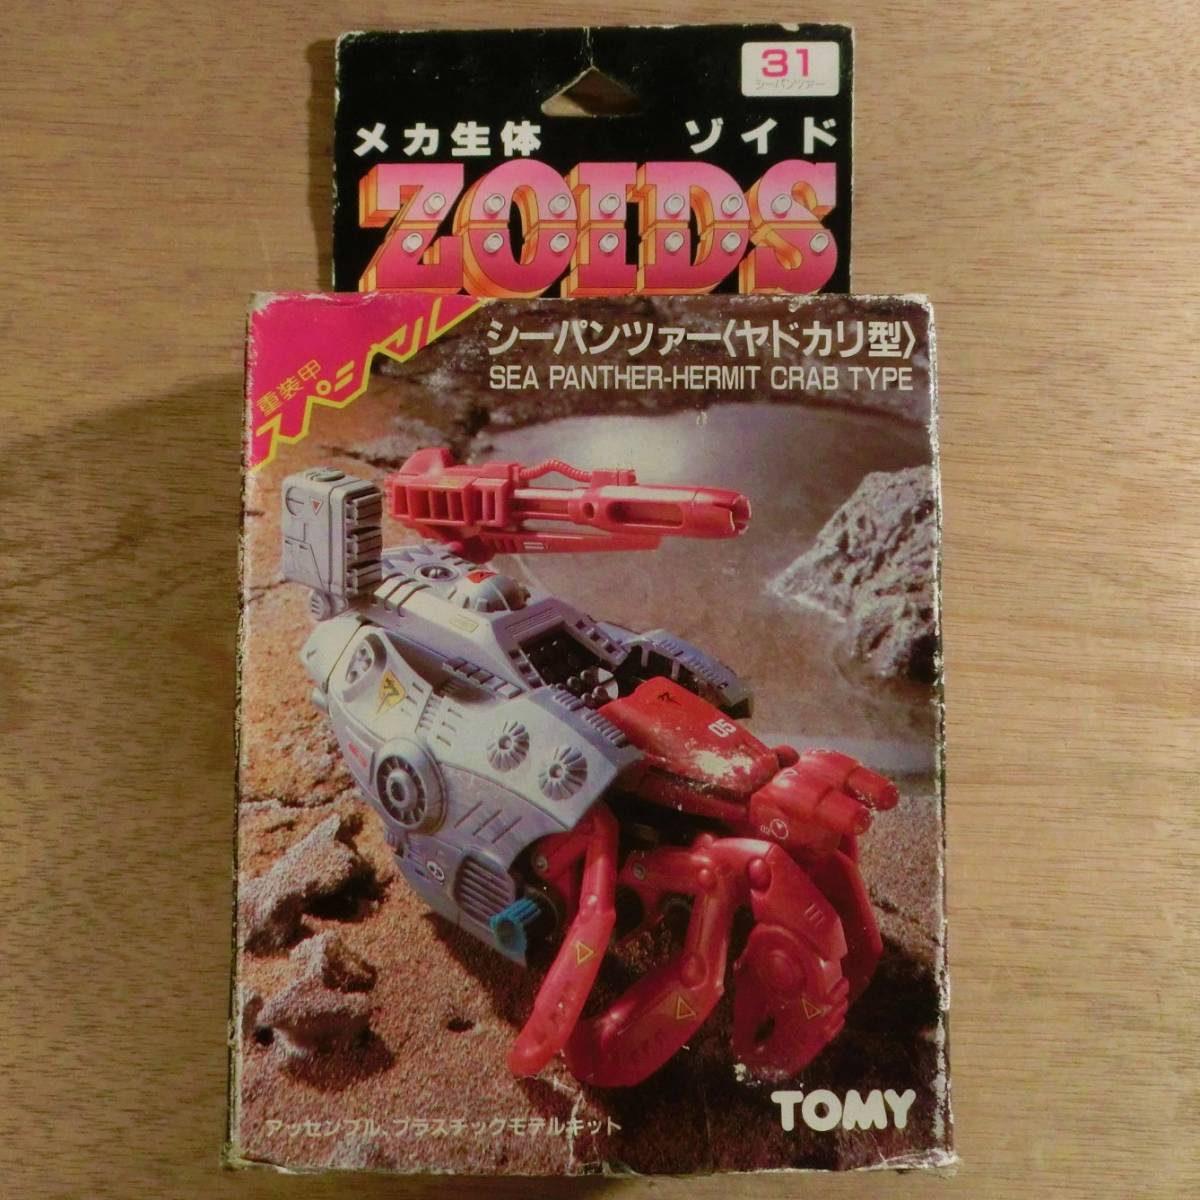 31
シーパンツァー
メカ生体 ゾイド
ZOIDS
重装甲
スペシャル
シーパンツァー〈ヤドカリ型〉
SEA PANTHER-HERMIT CRAB TYPE
05
02
アッセンブル、プラスチックモデルキット
TOMY